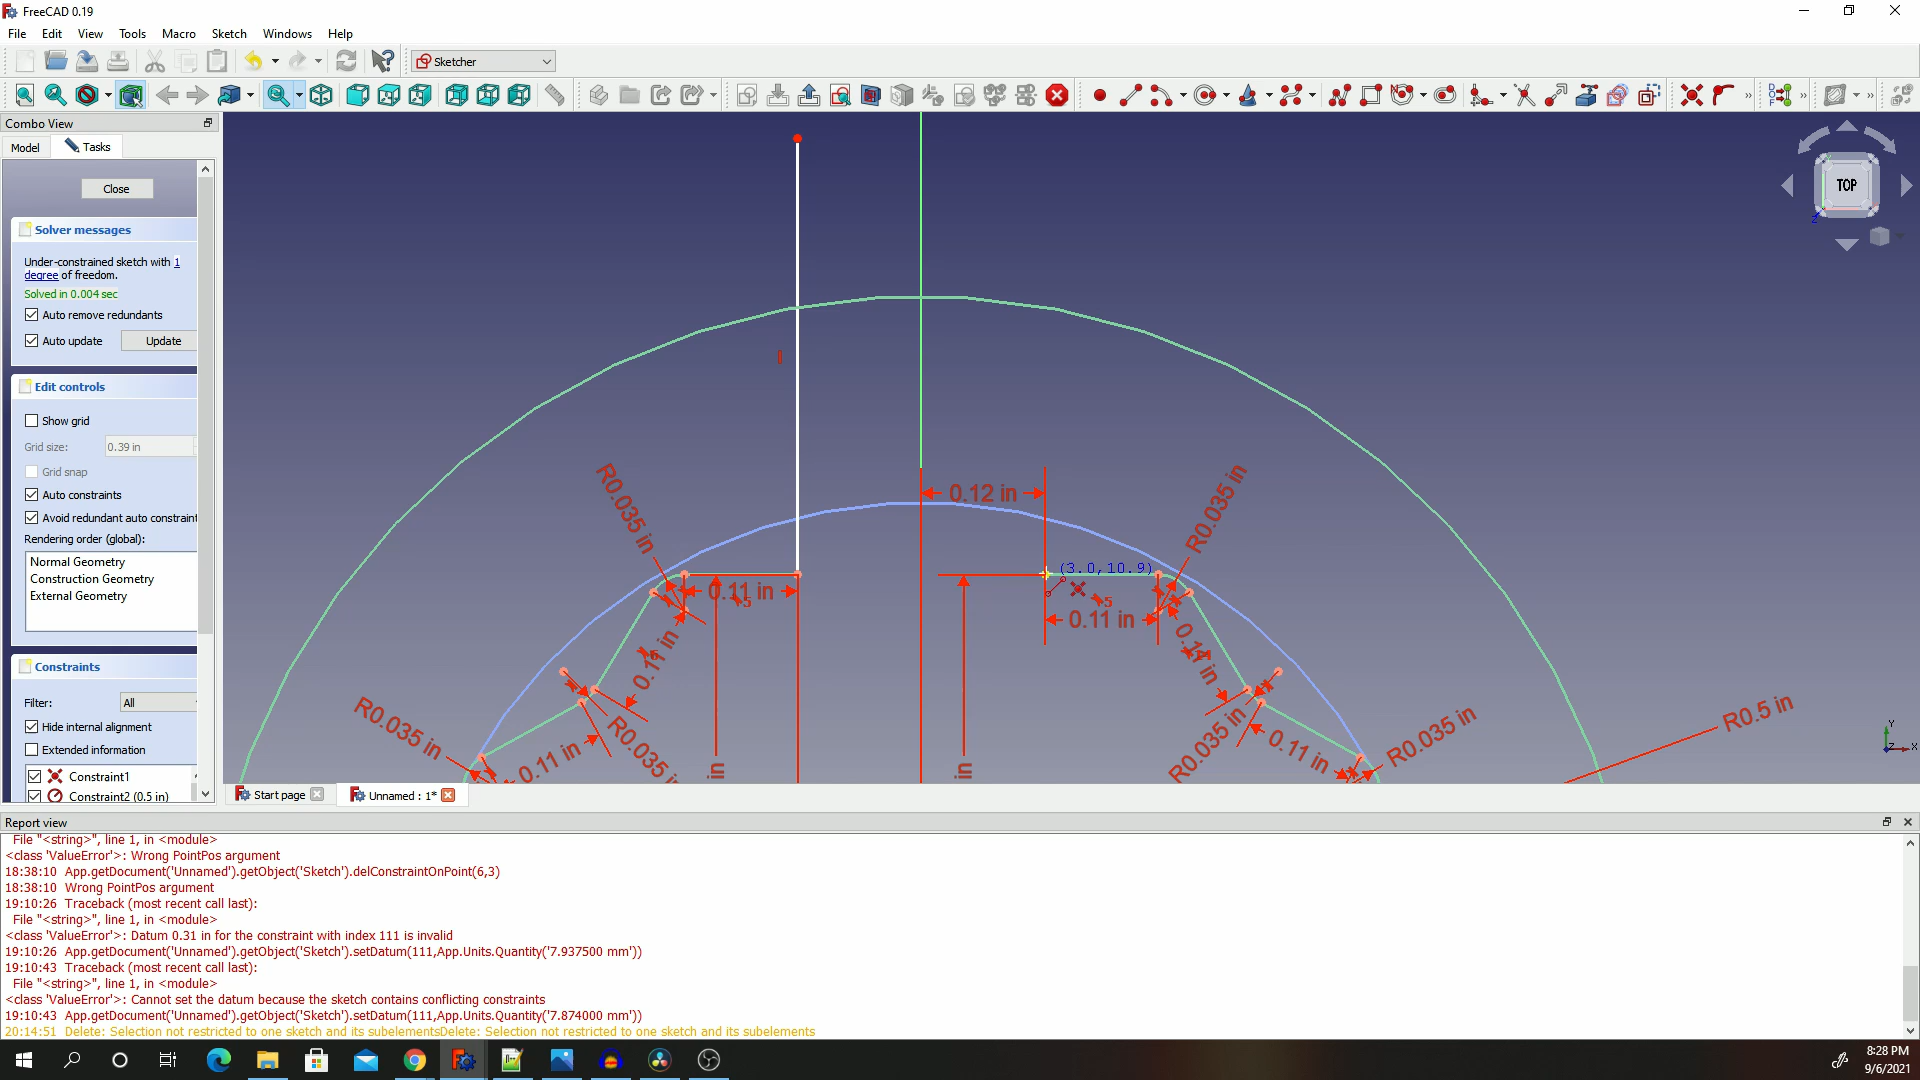 FreeCAD 0.19
File Edit View Tools Macro Sketch Windows Help
Sketcher
Combo View
Model Tasks
Close
Solver messages
Under-constrained sketch with 1
degree of freedom.
Solved in 0.004 sec
Auto remove redundants
Auto update Update
Edit controls
Show grid
Grid size: 0.39 in
Grid snap
Auto constraints
Avoid redundant auto constraint
Rendering order (global):
Normal Geometry
Construction Geometry
External Geometry
Constraints
Filter: All
Hide internal alignment
Extended information
Constraint1
Constraint2 (0.5 in)
TOP
Z
R0.035 in
0.12 in
R0.035 in
(3.0,10.9)
0.11 in
5
5
0.11 in
0.11 in
0.11 in
R0.035 in
0.11 in
R0.035 in
in
in
R0.035 in
0.11 in
R0.035 in
R0.5 in
Y
Z X
Start page Unnamed : 1*
Report view
File "<string>", line 1, in <module>
<class 'ValueError'>: Wrong PointPos argument
18:38:10 App.getDocument('Unnamed').getObject('Sketch').delConstraintOnPoint(6,3)
18:38:10 Wrong PointPos argument
19:10:26 Traceback (most recent call last):
File "<string>", line 1, in <module>
<class 'ValueError'>: Datum 0.31 in for the constraint with index 111 is invalid
19:10:26 App.getDocument('Unnamed').getObject('Sketch').setDatum(111,App.Units.Quantity('7.937500 mm'))
19:10:43 Traceback (most recent call last):
File "<string>", line 1, in <module>
<class 'ValueError'>: Cannot set the datum because the sketch contains conflicting constraints
19:10:43 App.getDocument('Unnamed').getObject('Sketch').setDatum(111,App.Units.Quantity('7.874000 mm'))
20:14:51 Delete: Selection not restricted to one sketch and its subelementsDelete: Selection not restricted to one sketch and its subelements
8:28 PM
9/6/2021